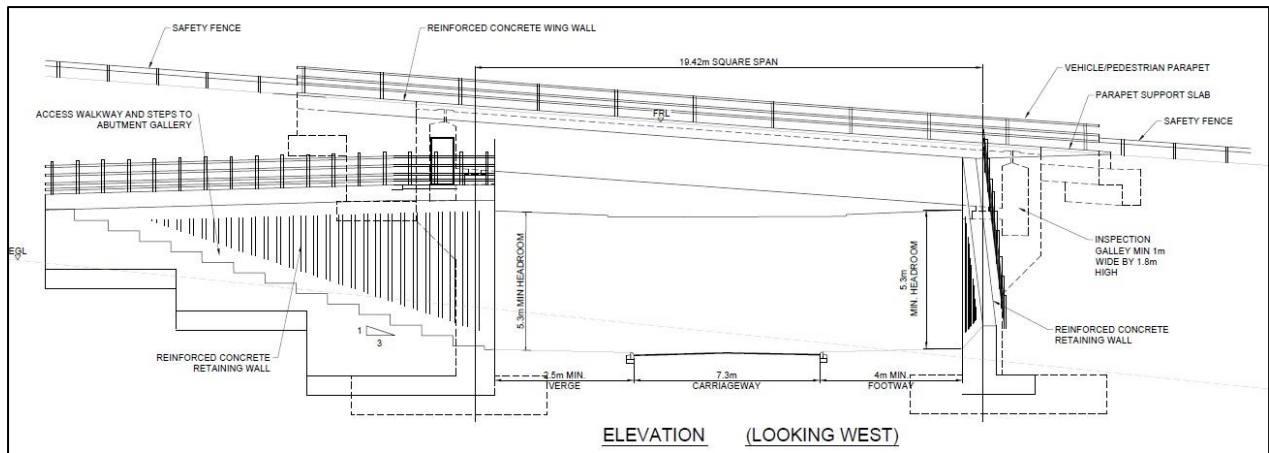 SAFETY FENCE
REINFORCED CONCRETE WING WALL
19.42m SQUARE SPAN
VEHICLE/PEDESTRIAN PARAPET
PARAPET SUPPORT SLAB
FRL
SAFETY FENCE
ACCESS WALKWAY AND STEPS TO
ABUTMENT GALLERY
EGL
5.3m MIN HEADROOM
5.3m
MIN. HEADROOM
INSPECTION
GALLEY MIN 1m
WIDE BY 1.8m
HIGH
1
3
REINFORCED CONCRETE
RETAINING WALL
REINFORCED CONCRETE
RETAINING WALL
2.5m MIN.
VERGE
7.3m
CARRIAGEWAY
4m MIN.
FOOTWAY
ELEVATION (LOOKING WEST)